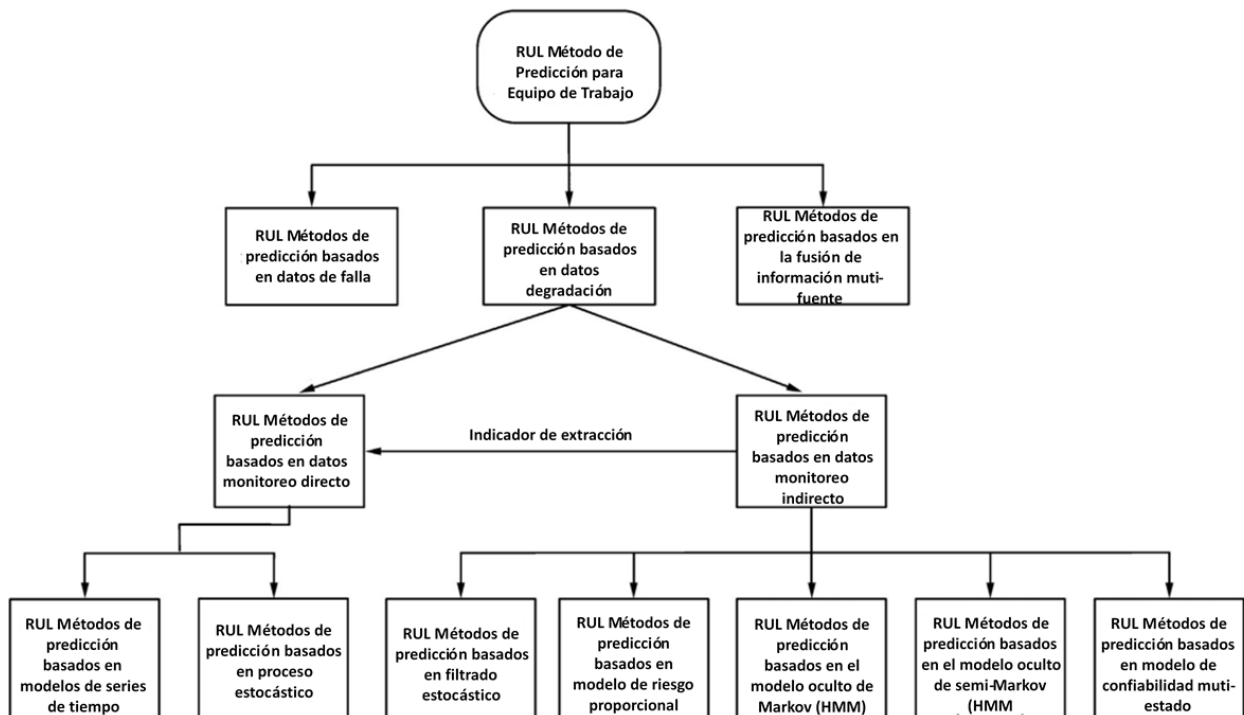 RUL Método de
Predicción para
Equipo de Trabajo
RUL Métodos de
predicción basados
en datos de falla
RUL Métodos de
predicción basados
en datos
degradación
RUL Métodos de
predicción basados en
la fusión de
información muti-
fuente
RUL Métodos de
predicción
basados en datos
monitoreo directo
Indicador de extracción
RUL Métodos de
predicción
basados en datos
monitoreo
indirecto
RUL Métodos de
predicción
basados en
modelos de series
de tiempo
RUL Métodos de
predicción basados
en proceso
estocástico
RUL Métodos de
predicción basados
en filtrado
estocástico
RUL Métodos de
predicción
basados en
modelo de riesgo
proporcional
RUL Métodos de
predicción
basados en el
modelo oculto de
Markov (HMM)
RUL Métodos de
predicción basados
en el modelo oculto
de semi-Markov
(HMM
RUL Métodos de
predicción basados
en modelo de
confiabilidad muti-
estado